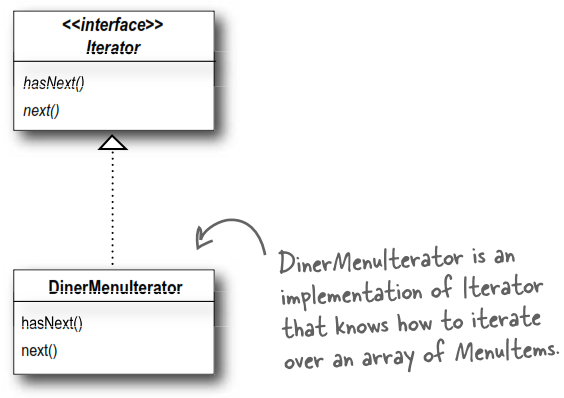 <<interface>>
Iterator
hasNext()
next()
DinerMenuIterator
hasNext()
next()
DinerMenuIterator is an
implementation of Iterator
that knows how to iterate
over an array of MenuItems.